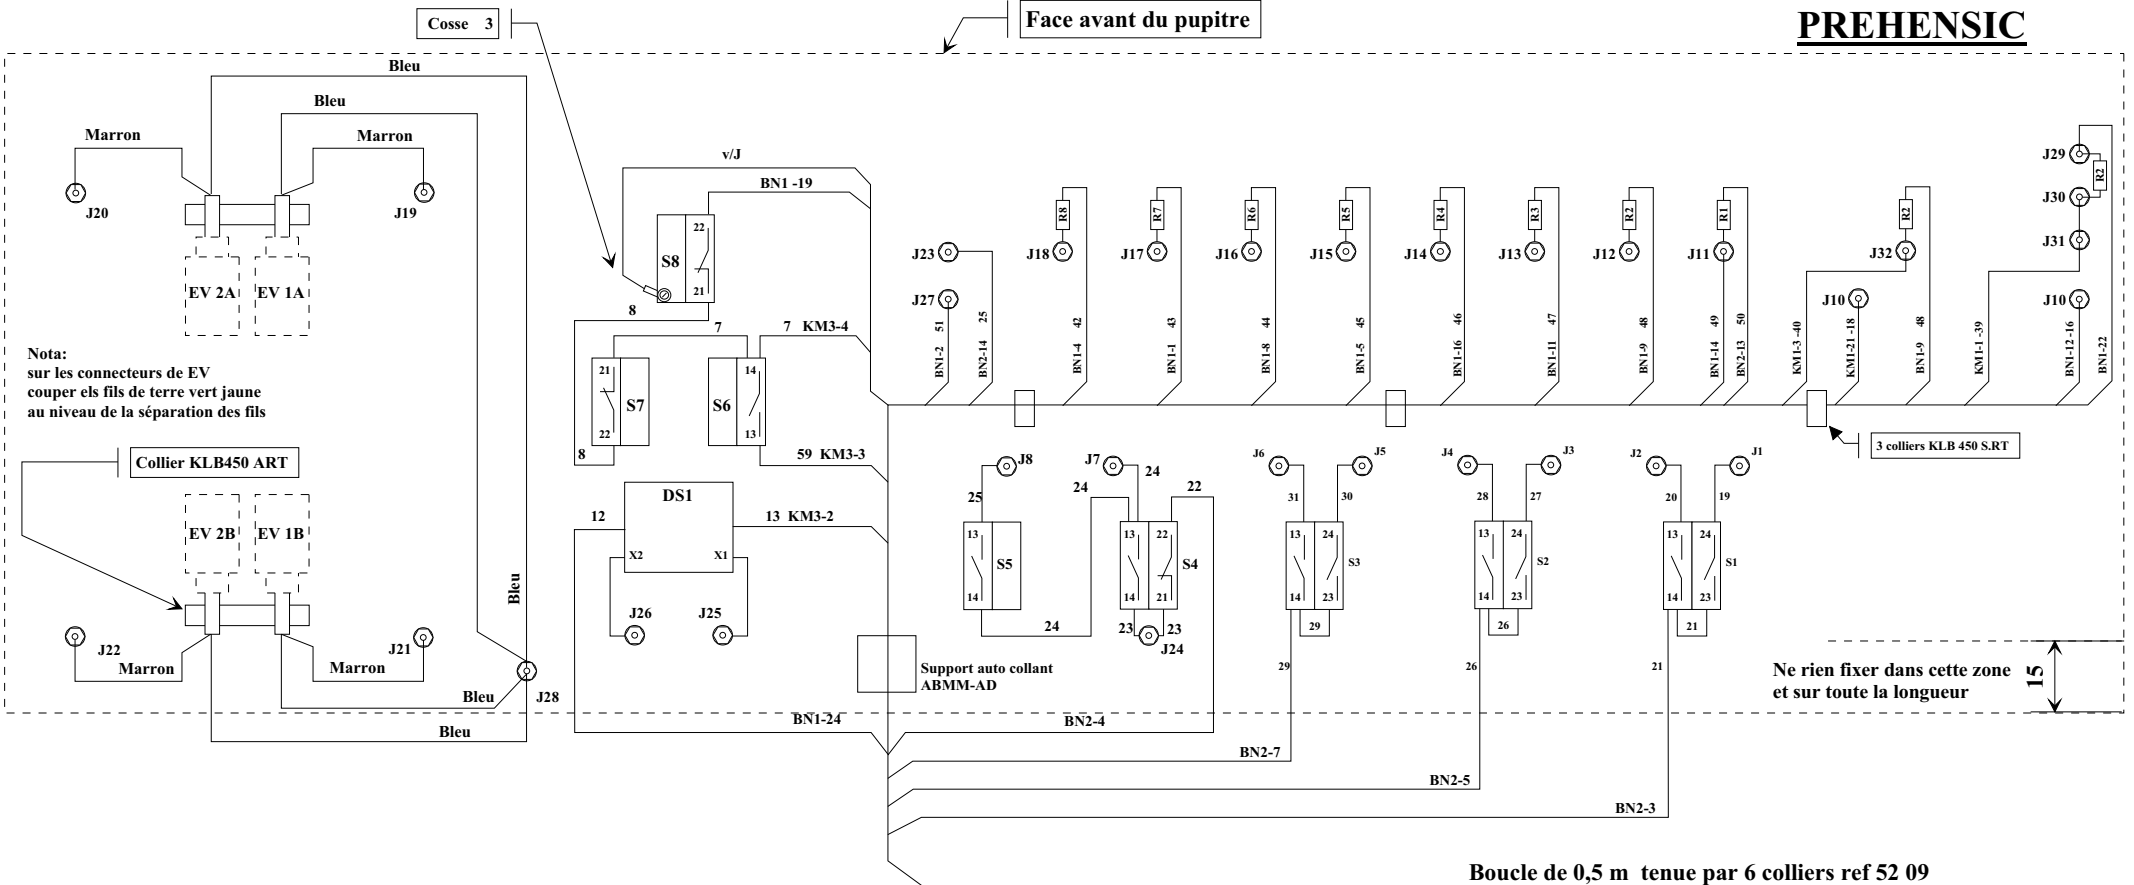 Cosse 3
Face avant du pupitre
PREHENSIC
Bleu
Bleu
Marron
Marron
J20
J19
EV 2A
EV 1A
Nota:
sur les connecteurs de EV
couper els fils de terre vert jaune
au niveau de la séparation des fils
Collier KLB450 ART
EV 2B
EV 1B
J22
J21
Marron
Marron
Bleu
Bleu
Bleu
J28
v/J
BN1 -19
22
S8
21
8
7
7 KM3-4
21
S7
22
8
14
S6
13
59 KM3-3
DS1
12
13 KM3-2
X2
X1
J26
J25
J23
J27
BN1-2 51
BN2-14 25
R8
J18
BN1-4 42
R7
J17
BN1-1 43
R6
J16
BN1-8 44
R5
J15
BN1-5 45
R4
J14
BN1-16 46
R3
J13
BN1-11 47
R2
J12
BN1-9 48
R1
J11
BN1-14 49
BN2-13 50
R2
J32
KM1-3 -40
J10
KM1-21 -18
BN1-9 48
J29
R2
J30
J31
J10
KM1-1 -39
BN1-12 -16
BN1-22
3 colliers KLB 450 S.RT
J8
25
13
S5
14
24
J7
24
24
22
13
22
S4
14
21
23
23
J24
J6
J5
31
30
13
24
S3
14
23
29
29
J4
J3
28
27
13
24
S2
14
23
26
26
J2
J1
20
19
13
24
S1
14
23
21
21
Support auto collant
ABMM-AD
Ne rien fixer dans cette zone
et sur toute la longueur
15
BN1-24
BN2-4
BN2-7
BN2-5
BN2-3
Boucle de 0,5 m tenue par 6 colliers ref 52 09